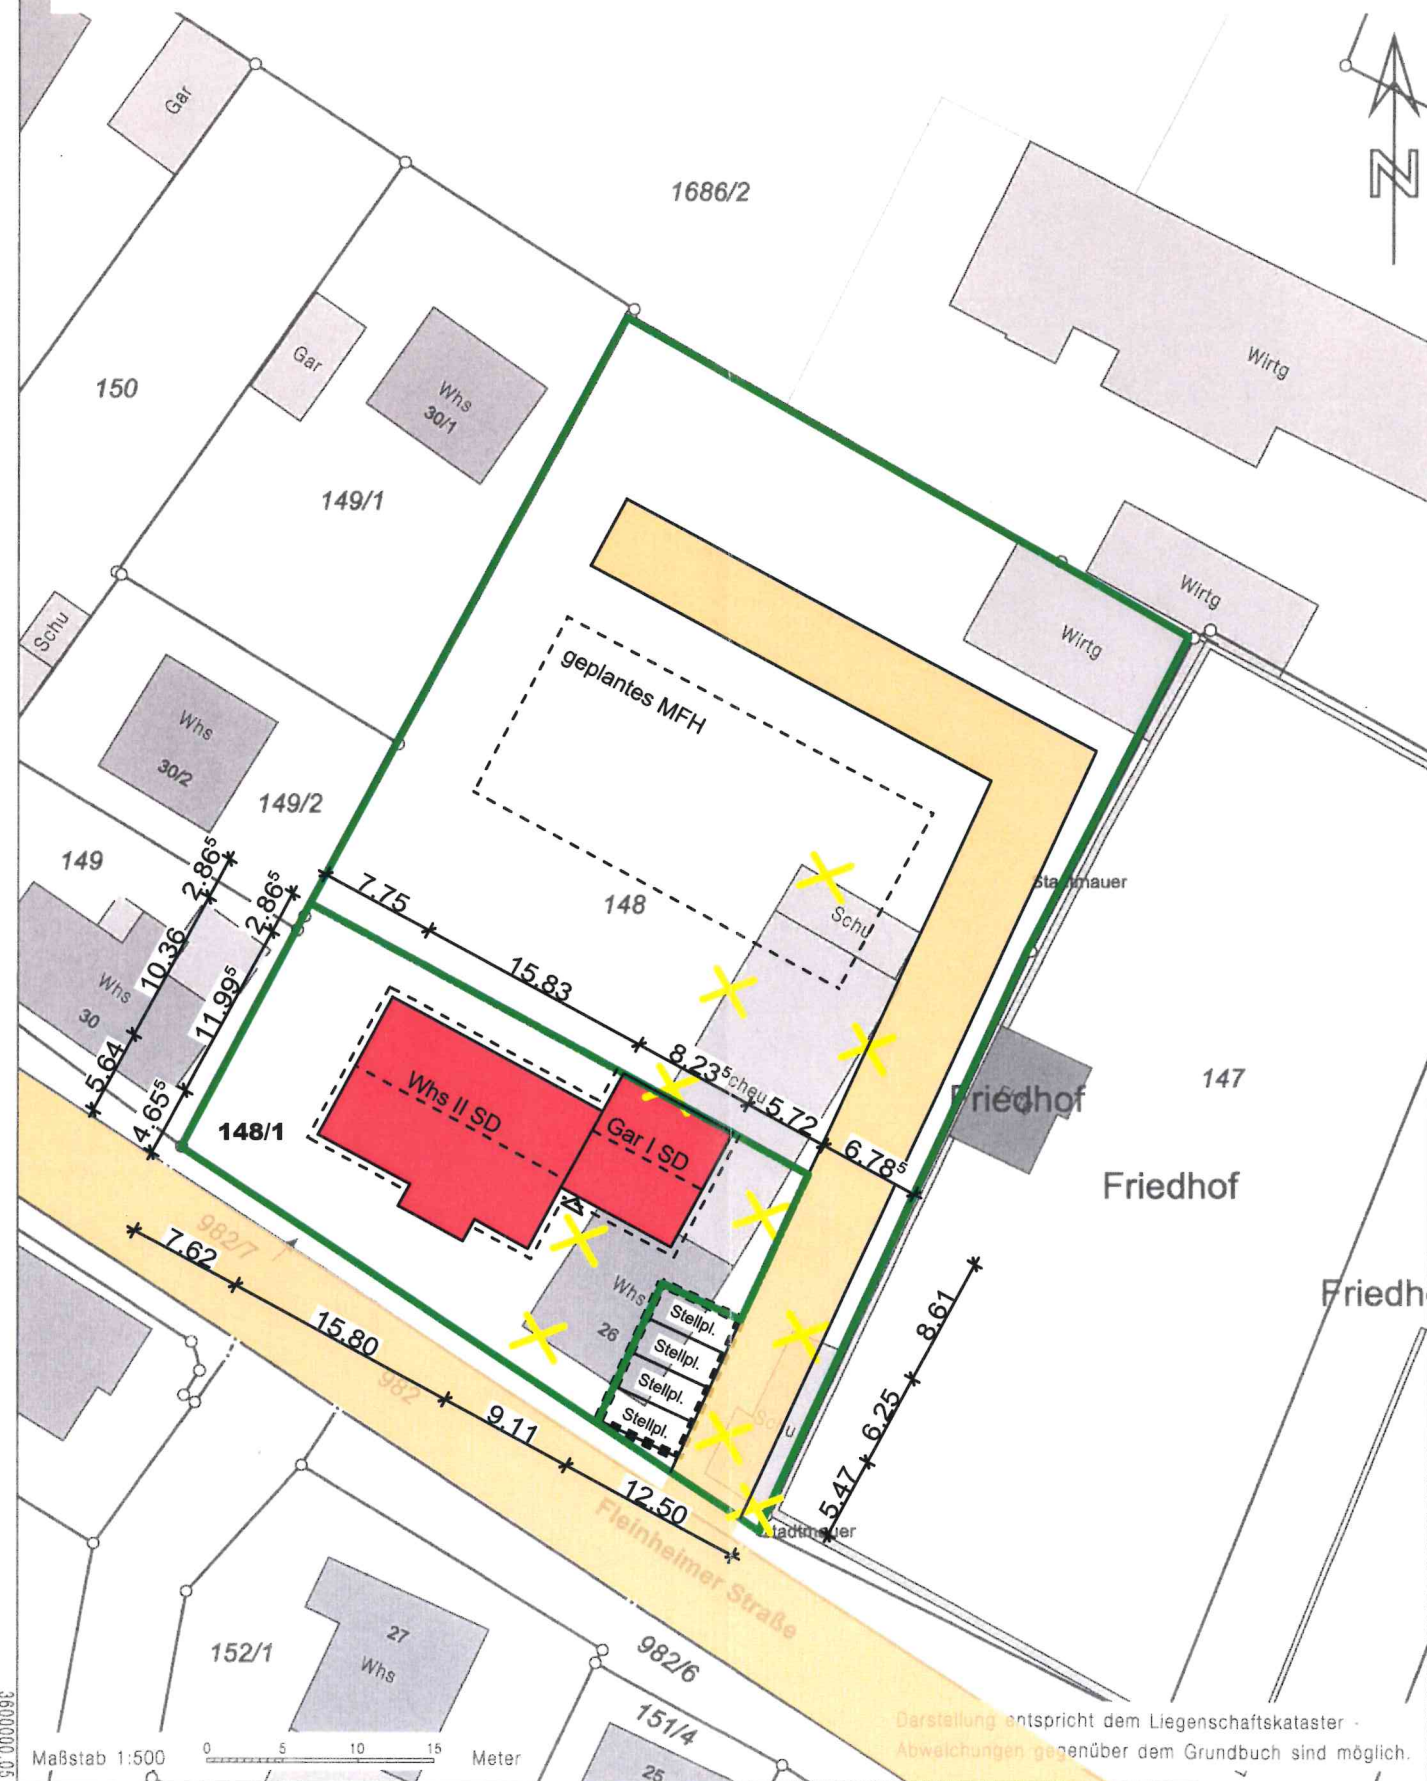 Gar
1686/2
N
Wirtg
Gar
Whs
30/1
150
149/1
Wirtg
Wirtg
Schu
geplantes MFH
Whs
30/2
149/2
149
2.86⁵
2.86⁵
7.75
148
Schu
Stadtmauer
10.36
11.99⁵
15.83
Whs
30
8.23⁵
5.72
6.78⁵
5.64
4.65⁵
148/1
Whs II SD
Gar I SD
Friedhof
147
Friedhof
982/7
7.62
Whs
26
Stellpl.
Stellpl.
Stellpl.
Stellpl.
8.61
15.80
982
9.11
6.25
Schu
12.50
5.47
Stadtmauer
Fleinheimer Straße
27
Whs
152/1
982/6
151/4
25
Darstellung entspricht dem Liegenschaftskataster -
Abweichungen gegenüber dem Grundbuch sind möglich.
Maßstab 1:500
0 5 10 15 Meter